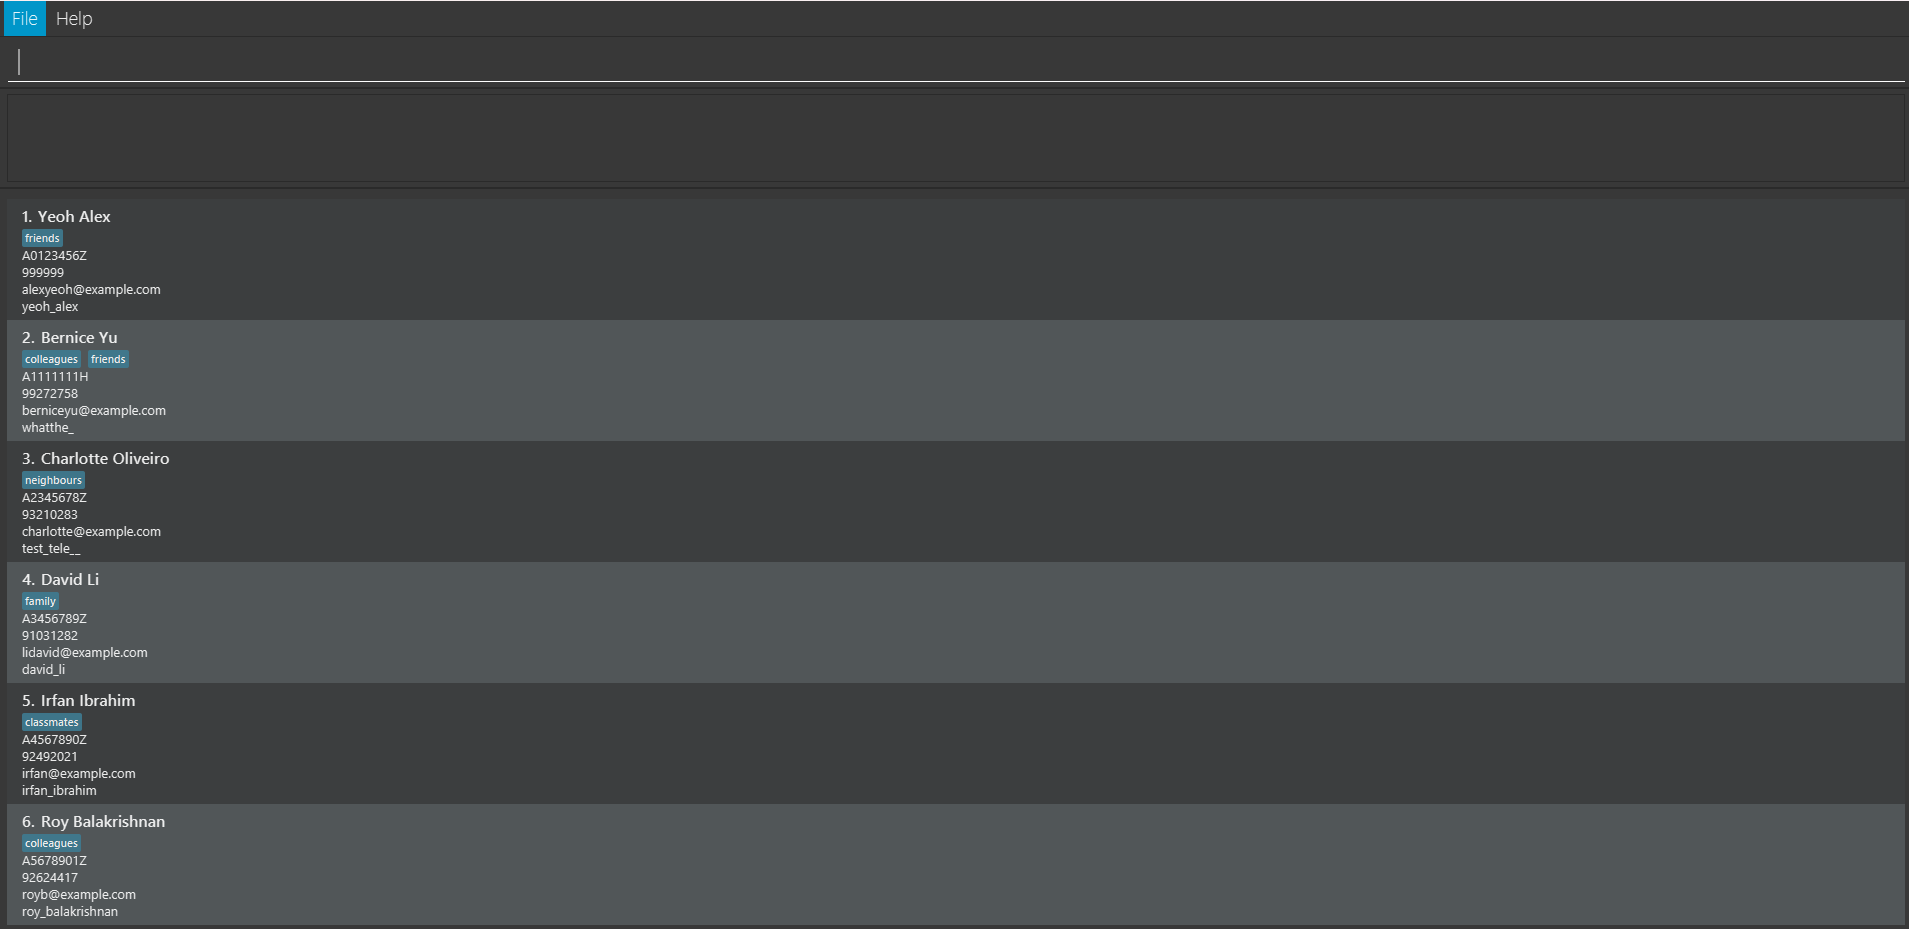 File Help
1. Yeoh Alex
friends
A0123456Z
999999
alexyeoh@example.com
yeoh_alex
2. Bernice Yu
colleagues friends
A1111111H
99272758
berniceyu@example.com
whatthe_
3. Charlotte Oliveiro
neighbours
A2345678Z
93210283
charlotte@example.com
test_tele__
4. David Li
family
A3456789Z
91031282
lidavid@example.com
david_li
5. Irfan Ibrahim
classmates
A4567890Z
92492021
irfan@example.com
irfan_ibrahim
6. Roy Balakrishnan
colleagues
A5678901Z
92624417
royb@example.com
roy_balakrishnan